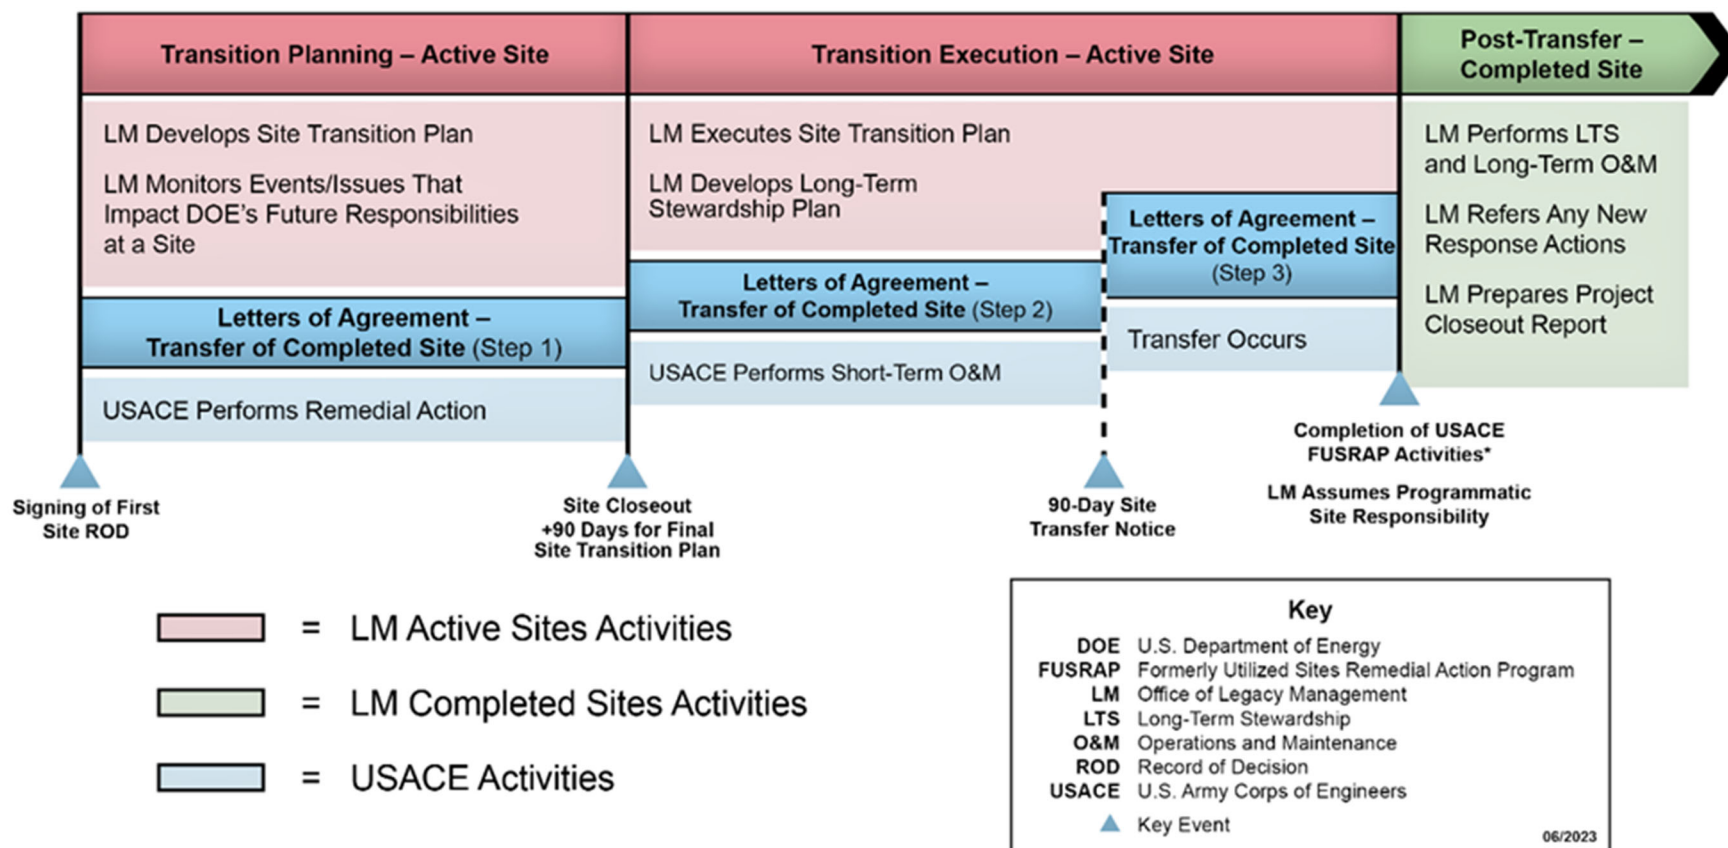 Transition Planning – Active Site
Transition Execution – Active Site
Post-Transfer –
Completed Site
LM Develops Site Transition Plan
LM Monitors Events/Issues That
Impact DOE’s Future Responsibilities
at a Site
Letters of Agreement –
Transfer of Completed Site (Step 1)
USACE Performs Remedial Action
LM Executes Site Transition Plan
LM Develops Long-Term
Stewardship Plan
Letters of Agreement –
Transfer of Completed Site (Step 2)
USACE Performs Short-Term O&M
Letters of Agreement –
Transfer of Completed Site
(Step 3)
Transfer Occurs
LM Performs LTS
and Long-Term O&M
LM Refers Any New
Response Actions
LM Prepares Project
Closeout Report
Signing of First
Site ROD
Site Closeout
+90 Days for Final
Site Transition Plan
90-Day Site
Transfer Notice
Completion of USACE
FUSRAP Activities*
LM Assumes Programmatic
Site Responsibility
= LM Active Sites Activities
= LM Completed Sites Activities
= USACE Activities
Key
DOE U.S. Department of Energy
FUSRAP Formerly Utilized Sites Remedial Action Program
LM Office of Legacy Management
LTS Long-Term Stewardship
O&M Operations and Maintenance
ROD Record of Decision
USACE U.S. Army Corps of Engineers
Key Event
06/2023